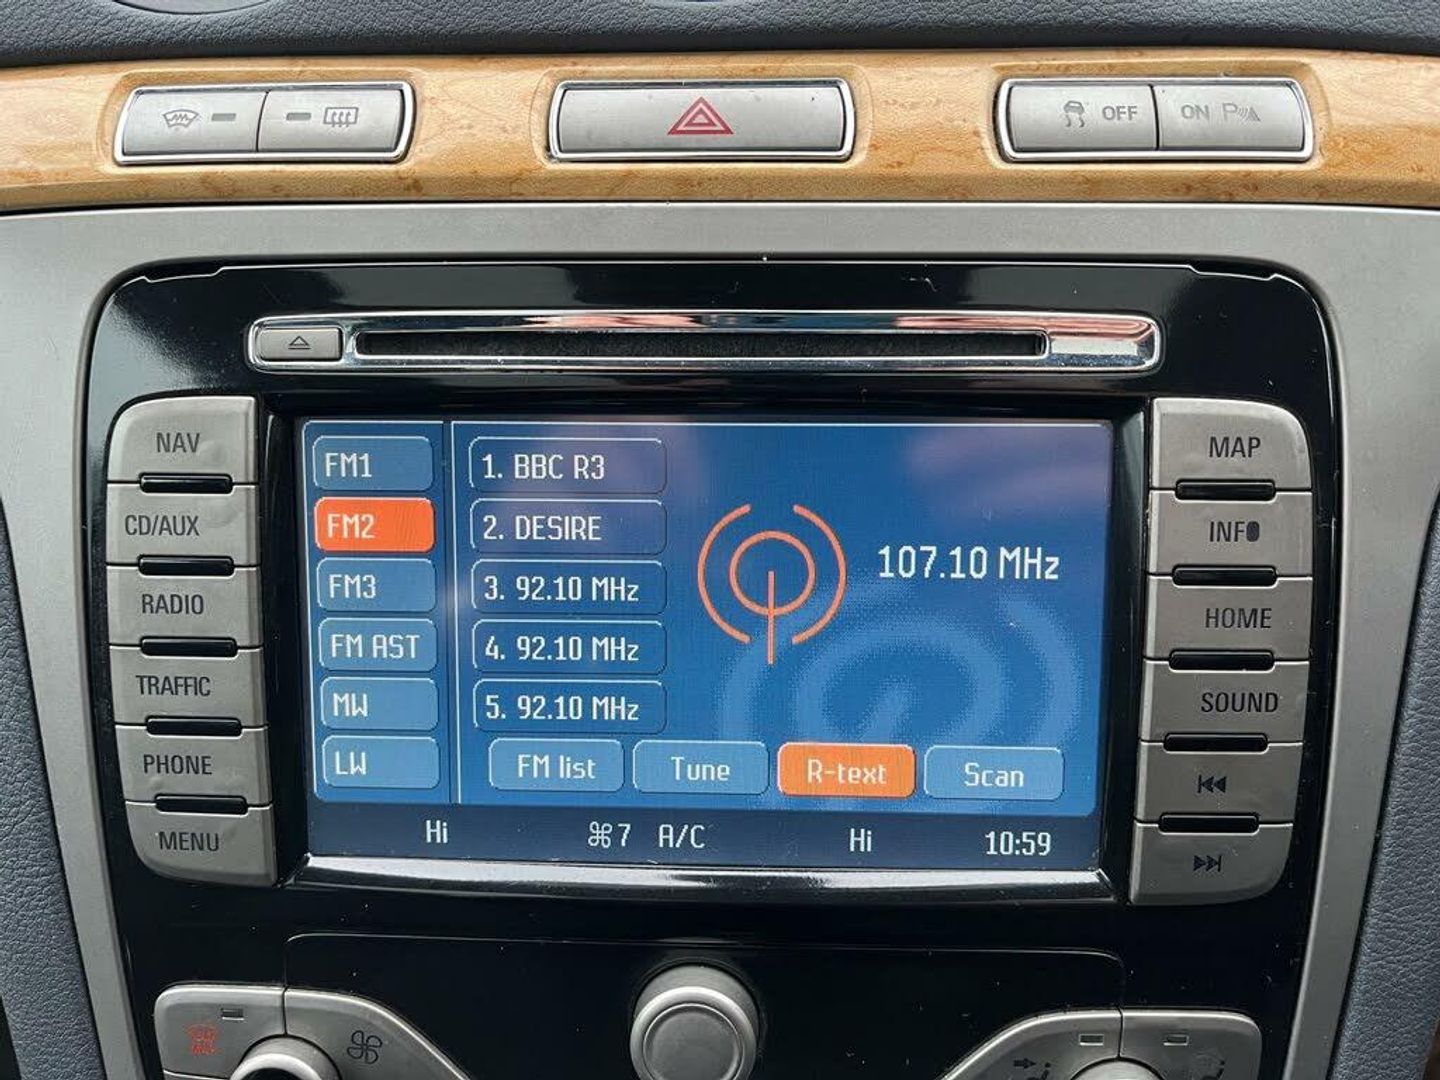 OFF
ON P
NAV
CD/AUX
RADIO
TRAFFIC
PHONE
MENU
FM1
FM2
FM3
FM AST
MW
LW
1. BBC R3
2. DESIRE
3. 92.10 MHz
4. 92.10 MHz
5. 92.10 MHz
107.10 MHz
FM list
Tune
R-text
Scan
Hi
7
A/C
Hi
10:59
MAP
INFO
HOME
SOUND